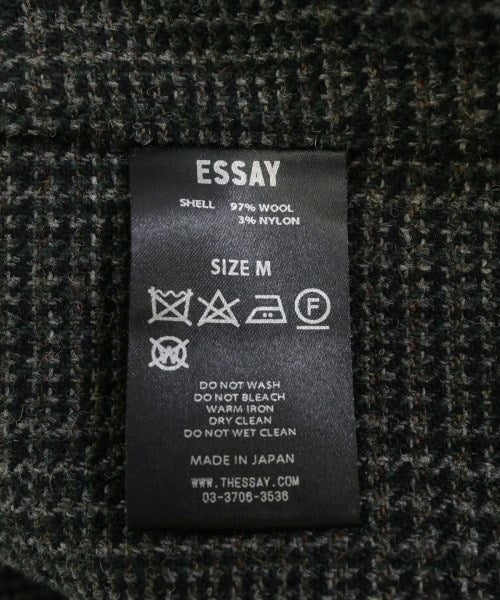 ESSAY
SHELL 97% WOOL
3% NYLON
SIZE M
F
W
DO NOT WASH
DO NOT BLEACH
WARM IRON
DRY CLEAN
DO NOT WET CLEAN
MADE IN JAPAN
WWW.THESSAY.COM
03-3706-3536